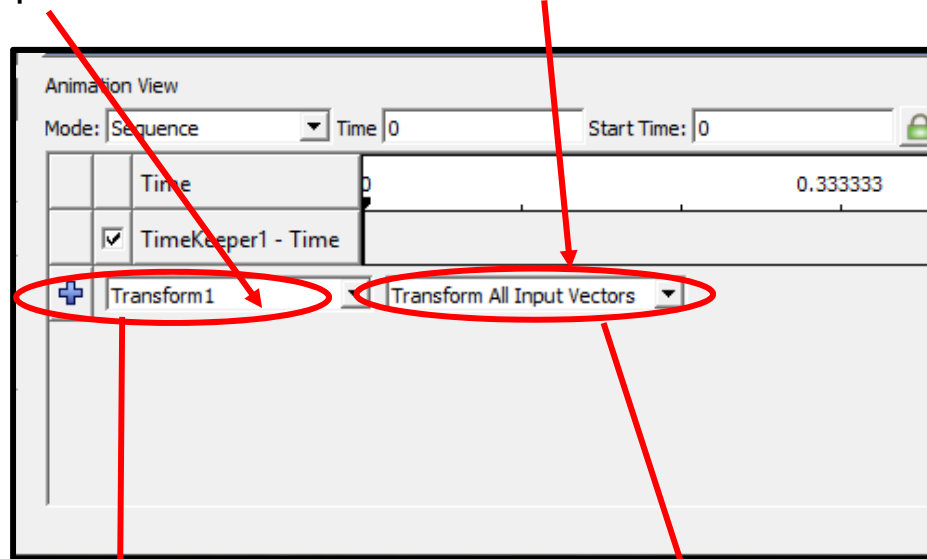 Animation View
Mode: Sequence Time 0 Start Time: 0
Time 0 0.333333
TimeKeeper1 - Time
Transform1 Transform All Input Vectors